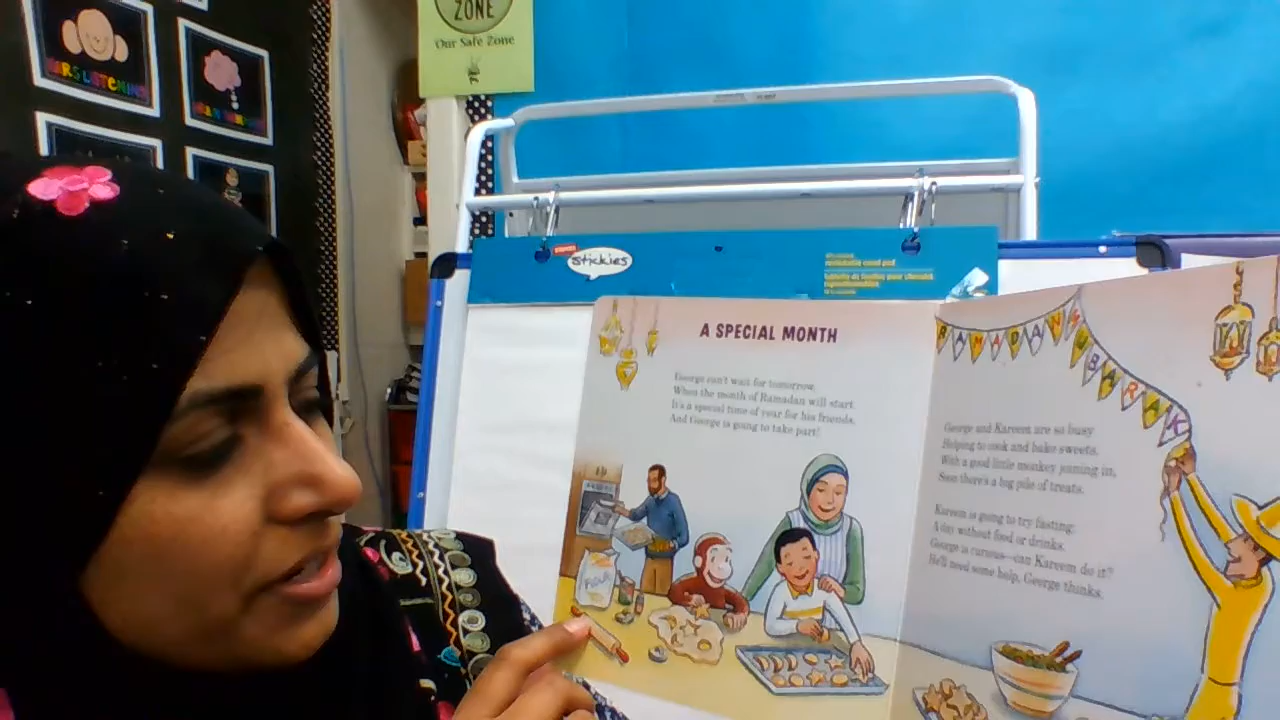 ZONE
Our Safe Zone
STAPLES
stickies
A SPECIAL MONTH
George can't wait for tomorrow,
When the month of Ramadan will start.
It's a special time of year for his friends,
And George is going to take part!
FLOUR
RAMADAN MUBARAK
George and Kareem are so busy
Helping to cook and bake sweets.
With a good little monkey joining in,
Soon there's a big pile of treats.
Kareem is going to try fasting:
A day without food or drinks.
George is curious—can Kareem do it?
He'll need some help, George thinks.